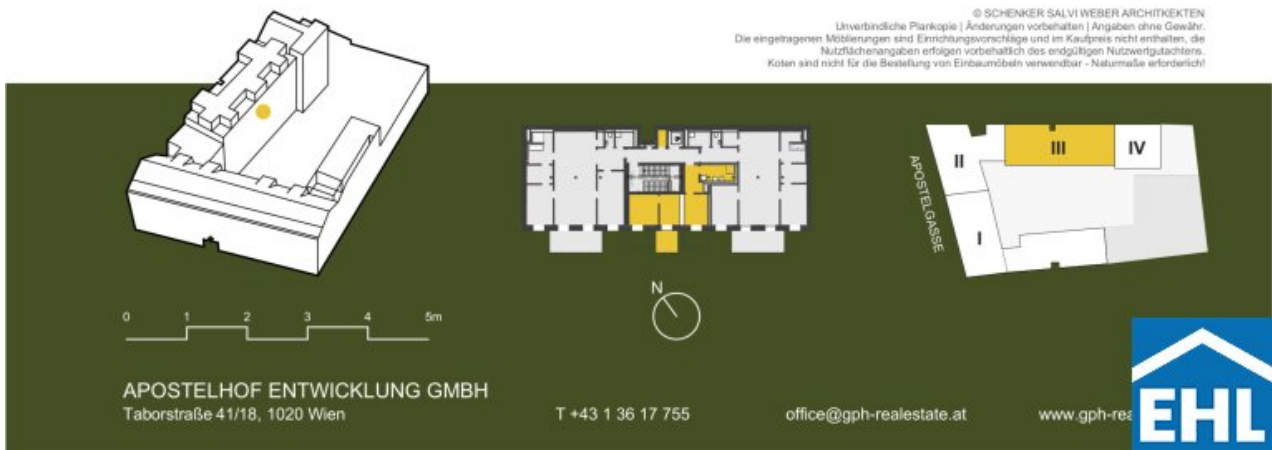 © SCHENKER SALVI WEBER ARCHITKEKTEN
Unverbindliche Plankopie | Änderungen vorbehalten | Angaben ohne Gewähr.
Die eingetragenen Möblierungen sind Einrichtungsvorschläge und im Kaufpreis nicht enthalten, die
Nutzflächenangaben erfolgen vorbehaltlich des endgültigen Nutzwertgutachtens.
Koten sind nicht für die Bestellung von Einbaumöbeln verwendbar - Naturmaße erforderlich!
II
III
IV
I
APOSTELGASSE
N
0 1 2 3 4 5m
APOSTELHOF ENTWICKLUNG GMBH
Taborstraße 41/18, 1020 Wien
T +43 1 36 17 755
office@gph-realestate.at
www.gph-rea
EHL